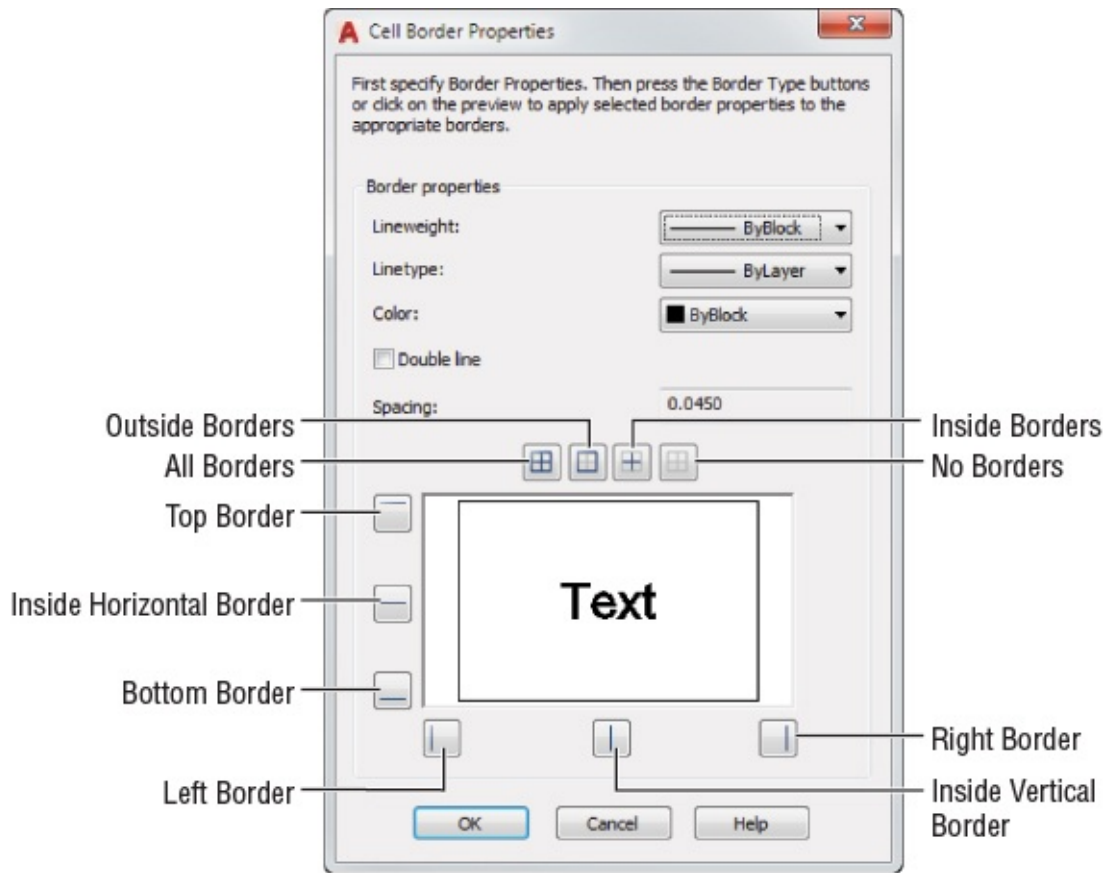 Cell Border Properties
First specify Border Properties. Then press the Border Type buttons
or click on the preview to apply selected border properties to the
appropriate borders.
Border properties
Lineweight:
ByBlock
Linetype:
ByLayer
Color:
ByBlock
Double line
Spacing:
0.0450
Outside Borders
Inside Borders
All Borders
No Borders
Top Border
Text
Inside Horizontal Border
Bottom Border
Right Border
Left Border
Inside Vertical
Border
OK
Cancel
Help